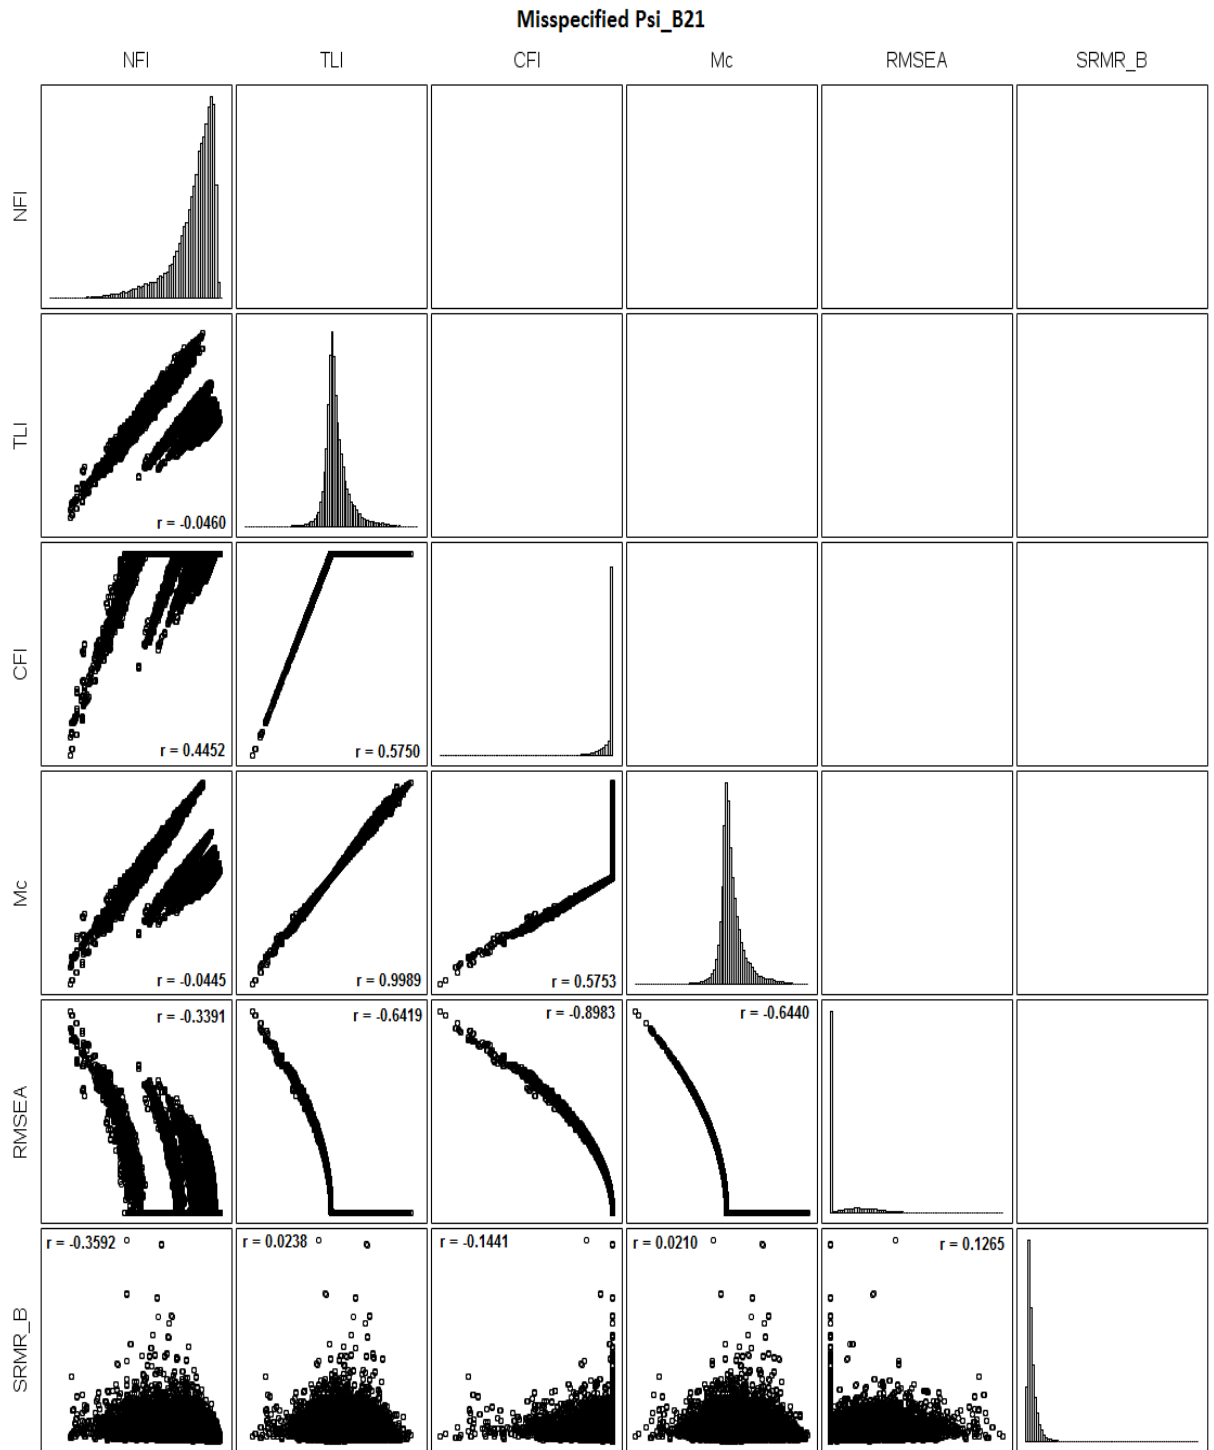 Misspecified Psi_B21
NFI TLI CFI Mc RMSEA SRMR_B
NFI
TLI
r = -0.0460
CFI
r = 0.4452 r = 0.5750
Mc
r = -0.0445 r = 0.9989 r = 0.5753
RMSEA
r = -0.3391 r = -0.6419 r = -0.8983 r = -0.6440
SRMR_B
r = -0.3592 r = 0.0238 r = -0.1441 r = 0.0210 r = 0.1265